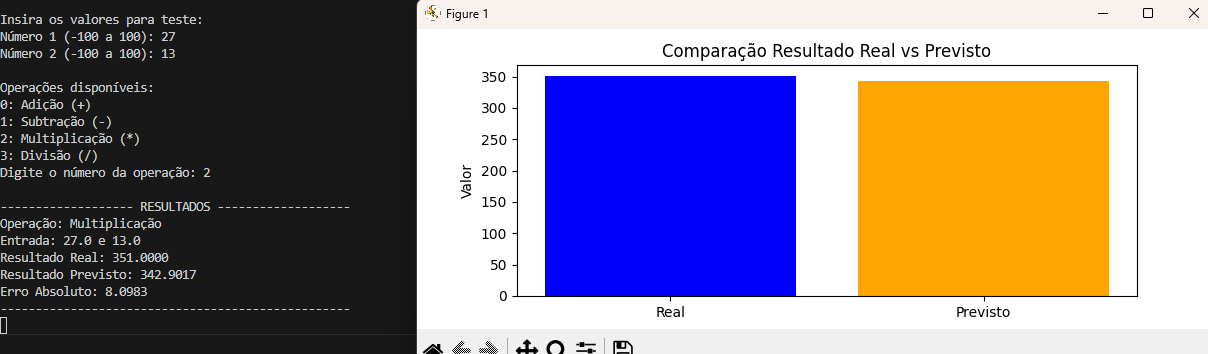 Insira os valores para teste:
Número 1 (-100 a 100): 27
Número 2 (-100 a 100): 13
Operações disponíveis:
0: Adição (+)
1: Subtração (-)
2: Multiplicação (*)
3: Divisão (/)
Digite o número da operação: 2
------------------- RESULTADOS -------------------
Operação: Multiplicação
Entrada: 27.0 e 13.0
Resultado Real: 351.0000
Resultado Previsto: 342.9017
Erro Absoluto: 8.0983
--------------------------------------------------
Figure 1
Comparação Resultado Real vs Previsto
Valor
350
300
250
200
150
100
50
0
Real
Previsto